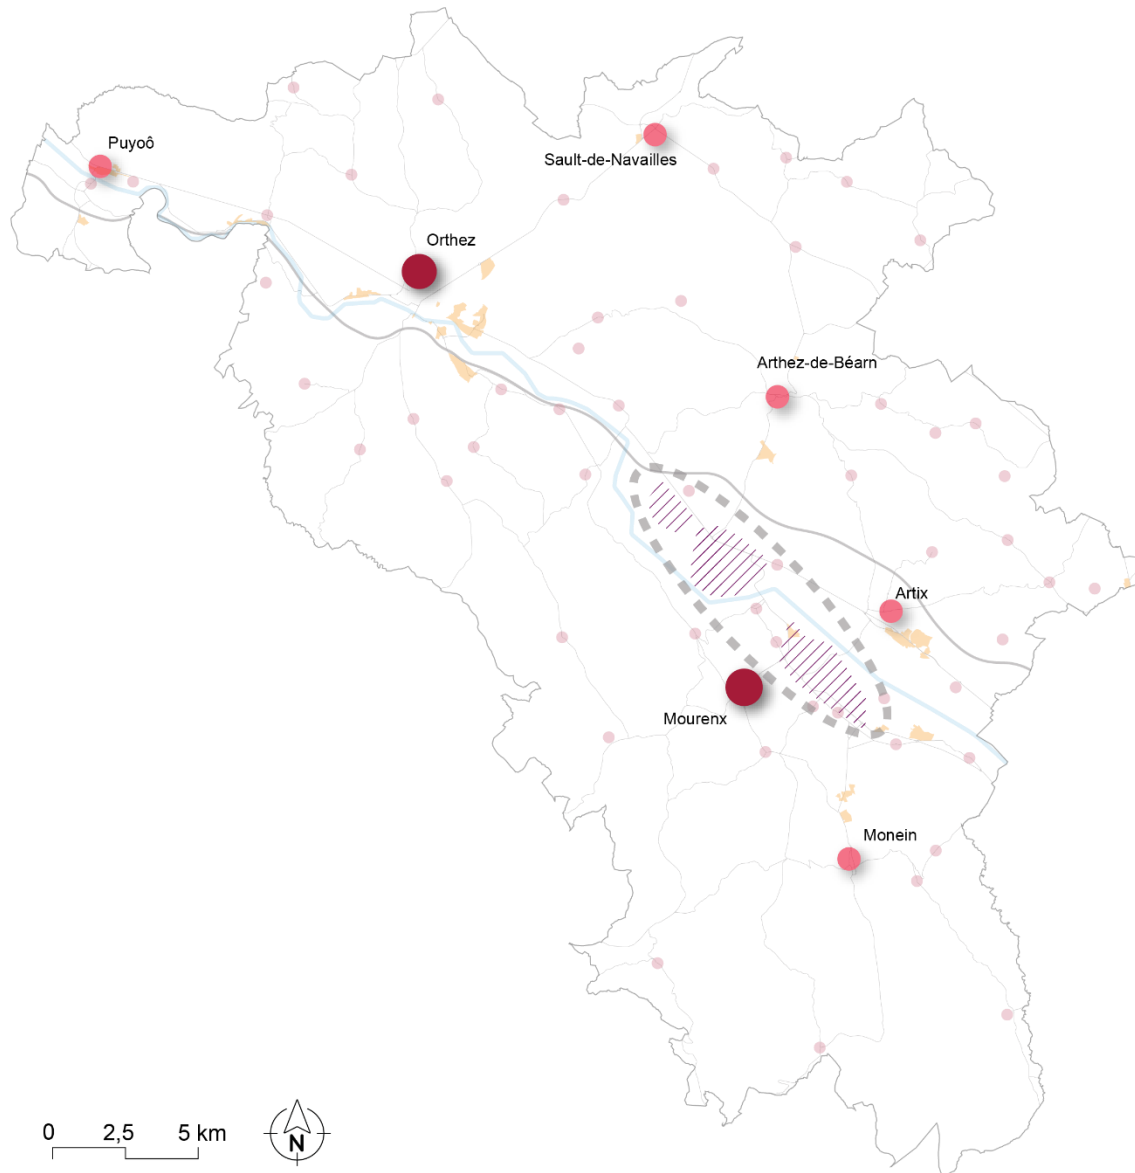 Puyoô
Sault-de-Navailles
Orthez
Arthez-de-Béarn
Artix
Mourenx
Monein
0 2,5 5 km
N